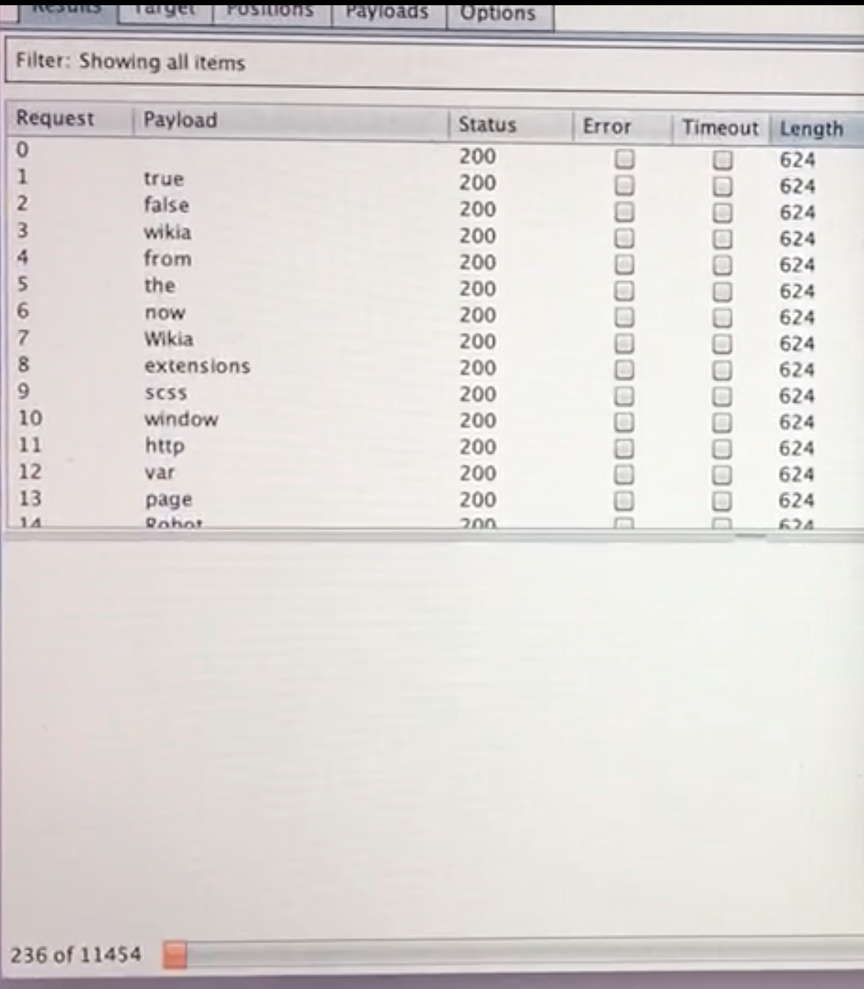 Results Target Positions Payloads Options
Filter: Showing all items
Request Payload Status Error Timeout Length
0 200 624
1 true 200 624
2 false 200 624
3 wikia 200 624
4 from 200 624
5 the 200 624
6 now 200 624
7 Wikia 200 624
8 extensions 200 624
9 scss 200 624
10 window 200 624
11 http 200 624
12 var 200 624
13 page 200 624
14 Robot 200 624
236 of 11454